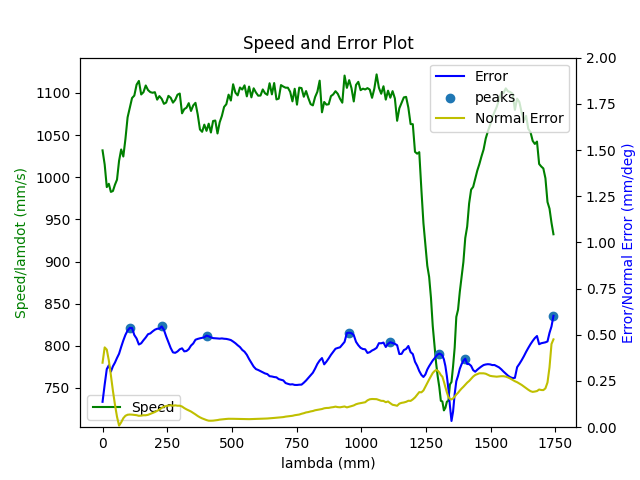 Speed and Error Plot
Speed/lamdot (mm/s)
1100
1050
1000
950
900
850
800
750
Error
peaks
Normal Error
Speed
2.00
1.75
1.50
1.25
1.00
0.75
0.50
0.25
0.00
Error/Normal Error (mm/deg)
0 250 500 750 1000 1250 1500 1750
lambda (mm)